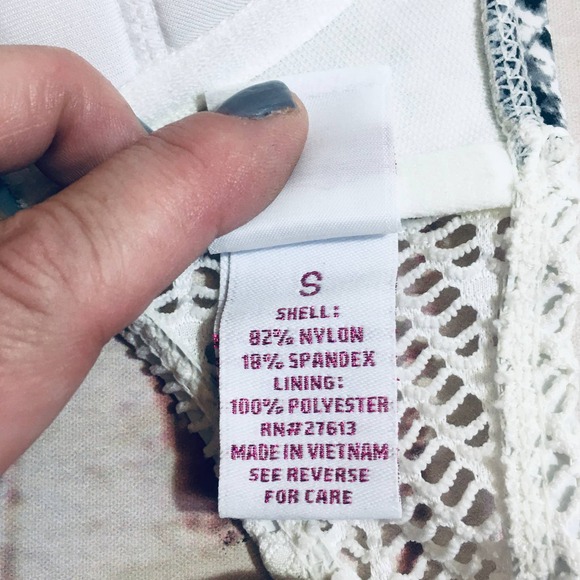 S
SHELL:
82% NYLON
18% SPANDEX
LINING:
100% POLYESTER
RN#27613
MADE IN VIETNAM
SEE REVERSE
FOR CARE